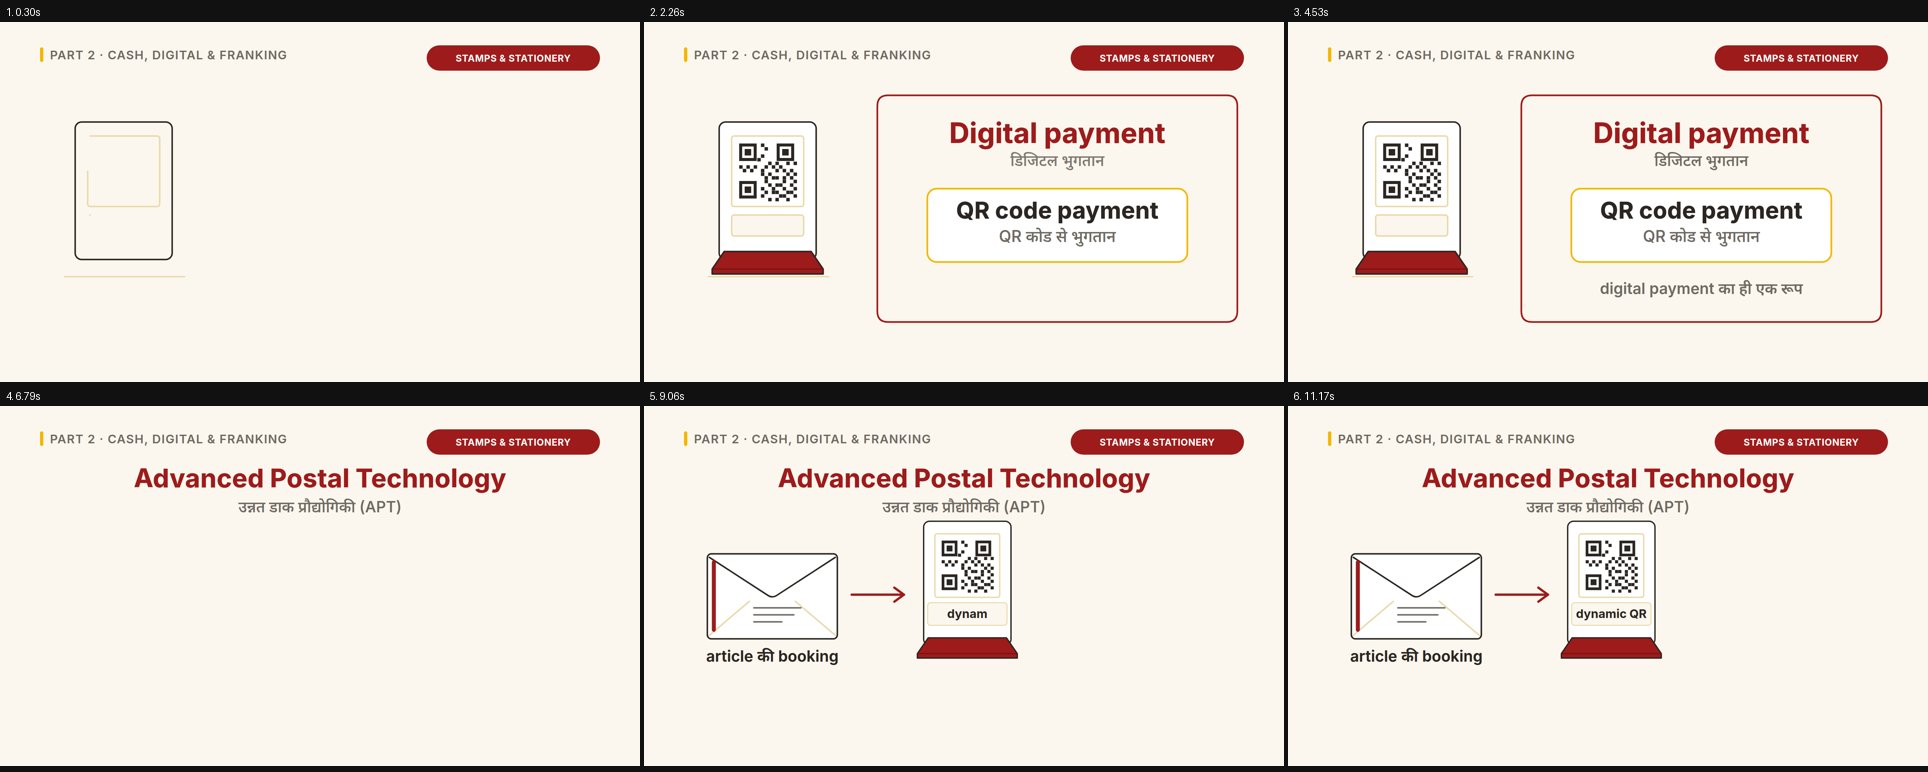 1. 0.30s
PART 2 · CASH, DIGITAL & FRANKING
STAMPS & STATIONERY
2. 2.26s
PART 2 · CASH, DIGITAL & FRANKING
STAMPS & STATIONERY
Digital payment
डिजिटल भुगतान
QR code payment
QR कोड से भुगतान
3. 4.53s
PART 2 · CASH, DIGITAL & FRANKING
STAMPS & STATIONERY
Digital payment
डिजिटल भुगतान
QR code payment
QR कोड से भुगतान
digital payment का ही एक रूप
4. 6.79s
PART 2 · CASH, DIGITAL & FRANKING
STAMPS & STATIONERY
Advanced Postal Technology
उन्नत डाक प्रौद्योगिकी (APT)
5. 9.06s
PART 2 · CASH, DIGITAL & FRANKING
STAMPS & STATIONERY
Advanced Postal Technology
उन्नत डाक प्रौद्योगिकी (APT)
dynam
article की booking
6. 11.17s
PART 2 · CASH, DIGITAL & FRANKING
STAMPS & STATIONERY
Advanced Postal Technology
उन्नत डाक प्रौद्योगिकी (APT)
dynamic QR
article की booking